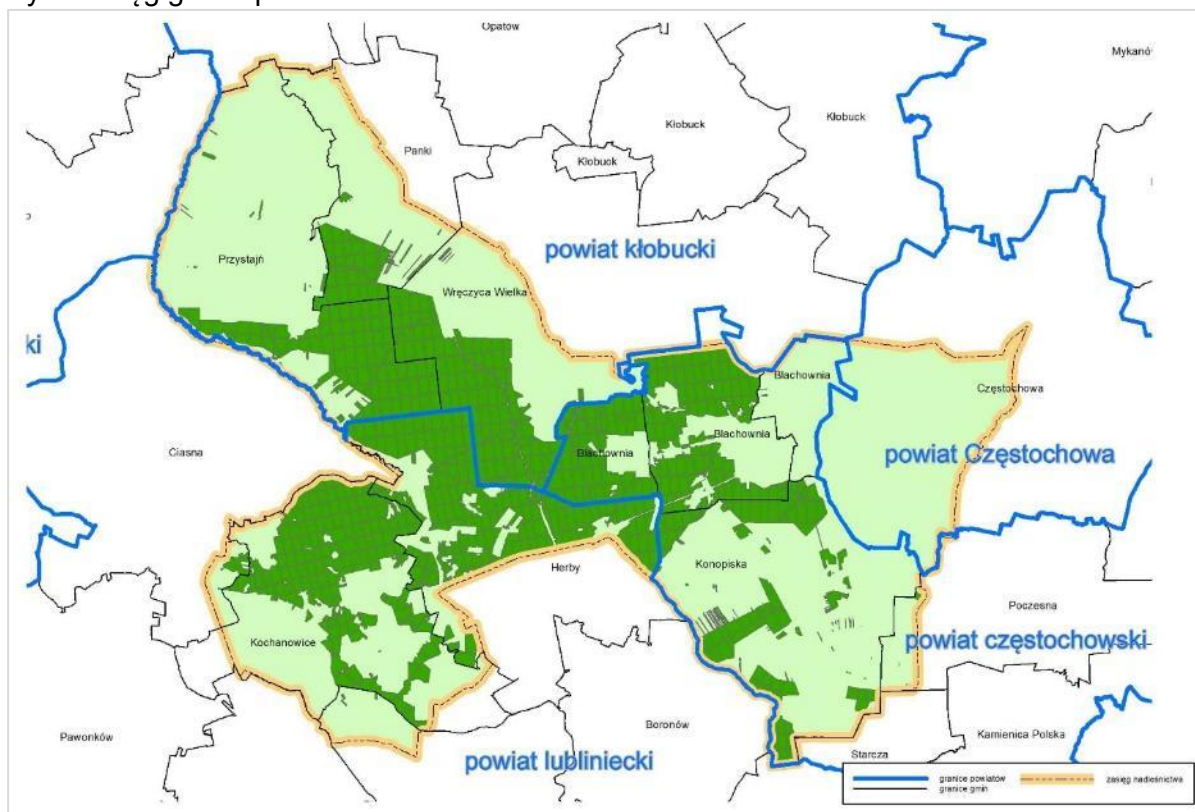 Opatów
Mykanó
Kłobuck
Kłobuck
Panki
Kłobuck
powiat kłobucki
Przystajń
Wręczyca Wielka
ki
Blachownia
Częstochowa
Ciasna
Blachownia
Blachownia
powiat Częstochowa
Herby
Konopiska
Poczesna
Kochanowice
powiat częstochowski
Boronów
Pawonków
Kamienica Polska
powiat lubliniecki
Starcza
granice powiatów
zasięg nadleśnictwa
granice gmin